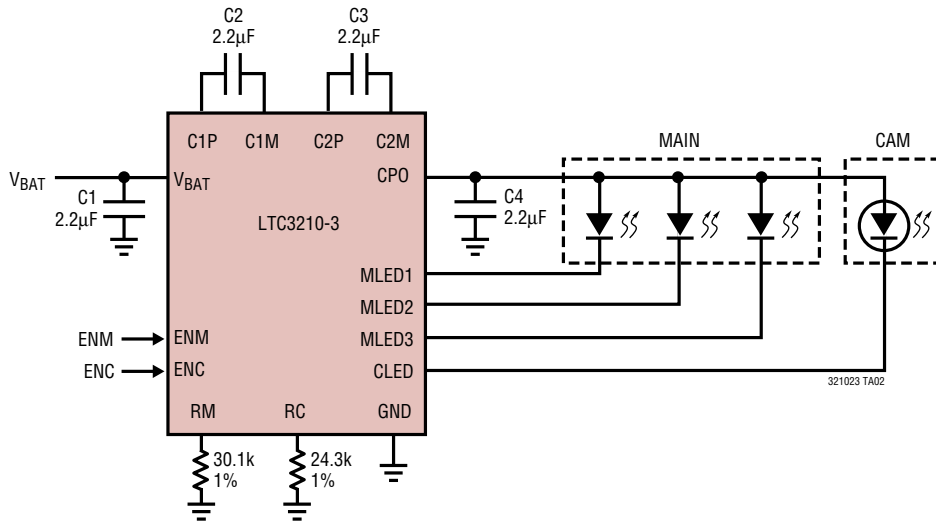 C2
2.2μF
C3
2.2μF
C1P
C1M
C2P
C2M
MAIN
CAM
VBAT
VBAT
CPO
C1
2.2μF
C4
2.2μF
LTC3210-3
MLED1
MLED2
ENM
ENM
MLED3
ENC
ENC
CLED
321023 TA02
RM
RC
GND
30.1k
1%
24.3k
1%